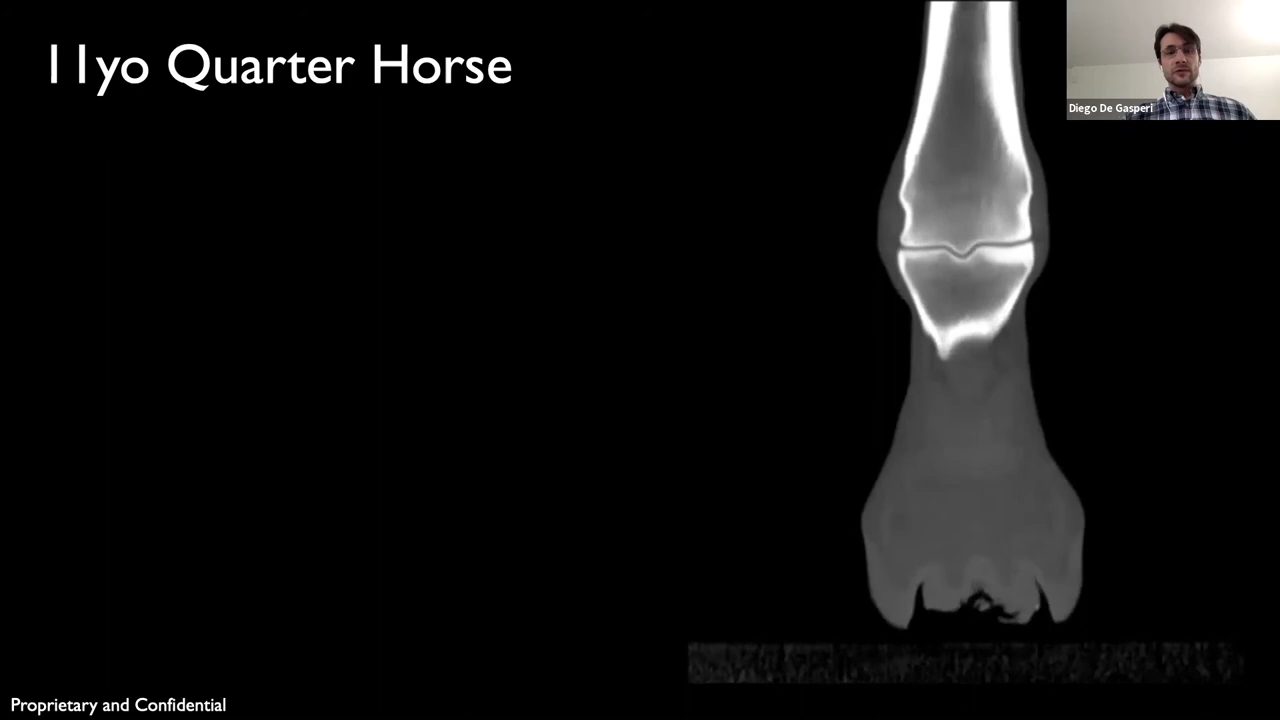 11yo Quarter Horse
Diego De Gasperi
Proprietary and Confidential